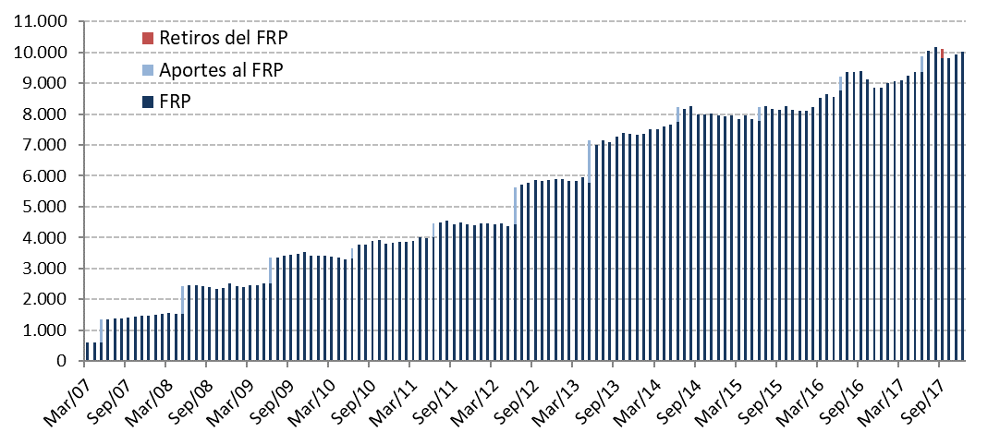 11.000
10.000
9.000
8.000
7.000
6.000
5.000
4.000
3.000
2.000
1.000
0
Retiros del FRP
Aportes al FRP
FRP
Mar/07
Sep/07
Mar/08
Sep/08
Mar/09
Sep/09
Mar/10
Sep/10
Mar/11
Sep/11
Mar/12
Sep/12
Mar/13
Sep/13
Mar/14
Sep/14
Mar/15
Sep/15
Mar/16
Sep/16
Mar/17
Sep/17